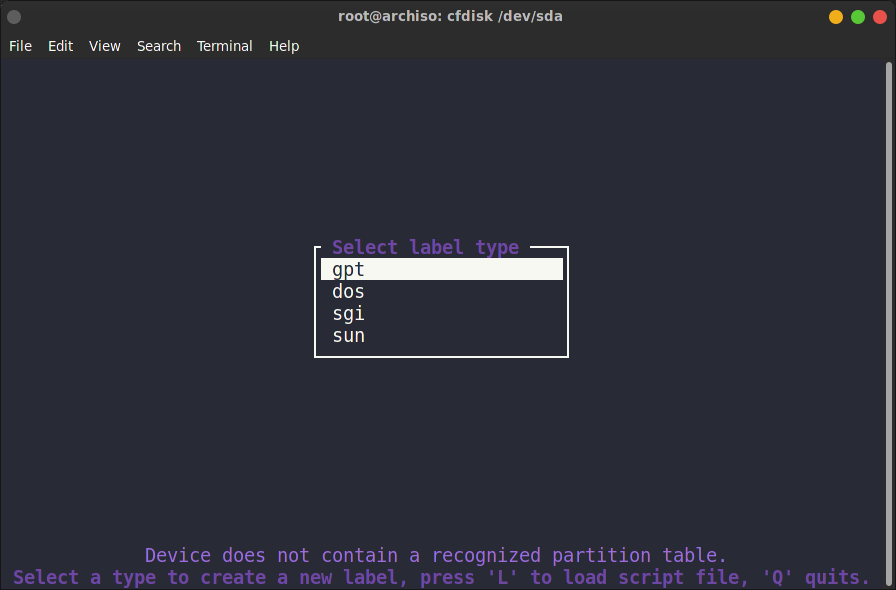 root@archiso: cfdisk /dev/sda
File Edit View Search Terminal Help
Select label type
gpt
dos
sgi
sun
Device does not contain a recognized partition table.
Select a type to create a new label, press 'L' to load script file, 'Q' quits.